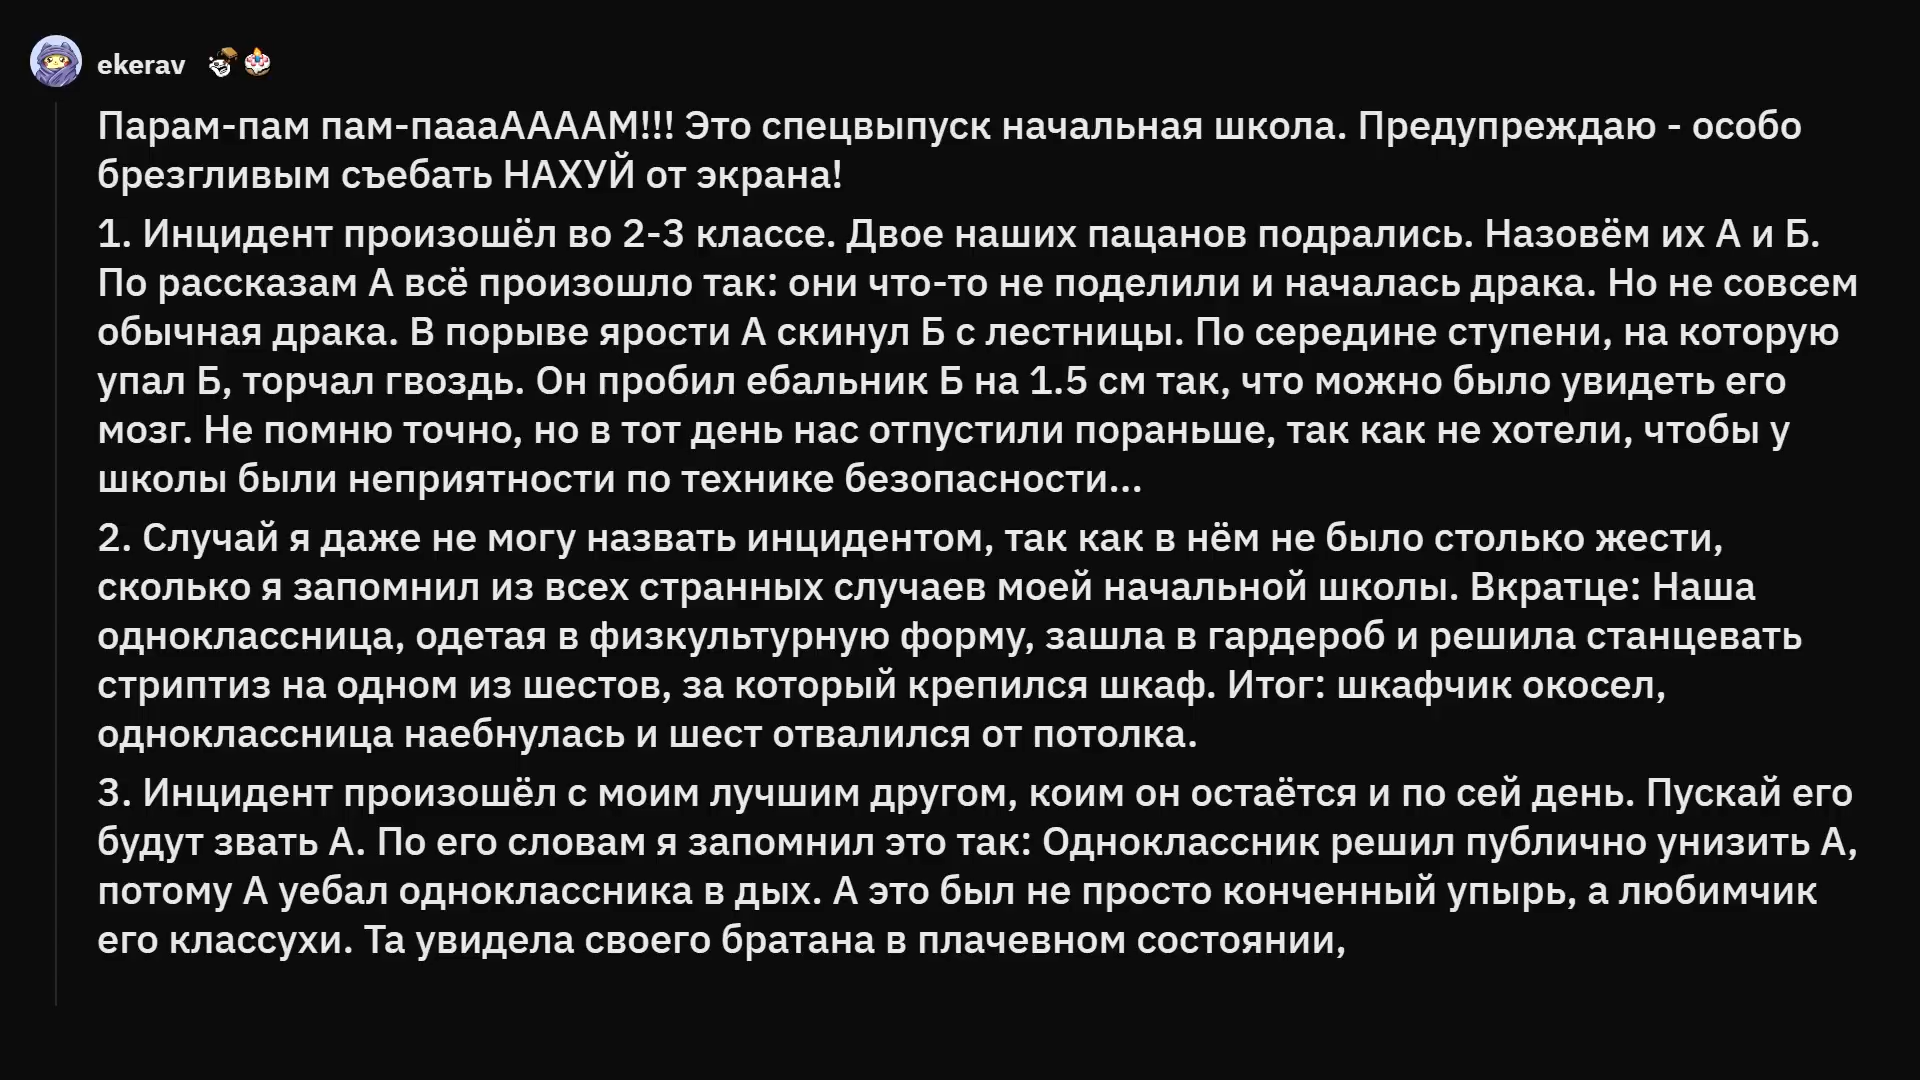 ekerav
Парам-пам пам-пааaААААМ!!! Это спецвыпуск начальная школа. Предупреждаю - особо
брезгливым съебать НАХУЙ от экрана!
1. Инцидент произошёл во 2-3 классе. Двое наших пацанов подрались. Назовём их А и Б.
По рассказам А всё произошло так: они что-то не поделили и началась драка. Но не совсем
обычная драка. В порыве ярости А скинул Б с лестницы. По середине ступени, на которую
упал Б, торчал гвоздь. Он пробил ебальник Б на 1.5 см так, что можно было увидеть его
мозг. Не помню точно, но в тот день нас отпустили пораньше, так как не хотели, чтобы у
школы были неприятности по технике безопасности...
2. Случай я даже не могу назвать инцидентом, так как в нём не было столько жести,
сколько я запомнил из всех странных случаев моей начальной школы. Вкратце: Наша
одноклассница, одетая в физкультурную форму, зашла в гардероб и решила станцевать
стриптиз на одном из шестов, за который крепился шкаф. Итог: шкафчик окосел,
одноклассница наебнулась и шест отвалился от потолка.
3. Инцидент произошёл с моим лучшим другом, коим он остаётся и по сей день. Пускай его
будут звать А. По его словам я запомнил это так: Одноклассник решил публично унизить А,
потому А уебал одноклассника в дых. А это был не просто конченный упырь, а любимчик
его классухи. Та увидела своего братана в плачевном состоянии,